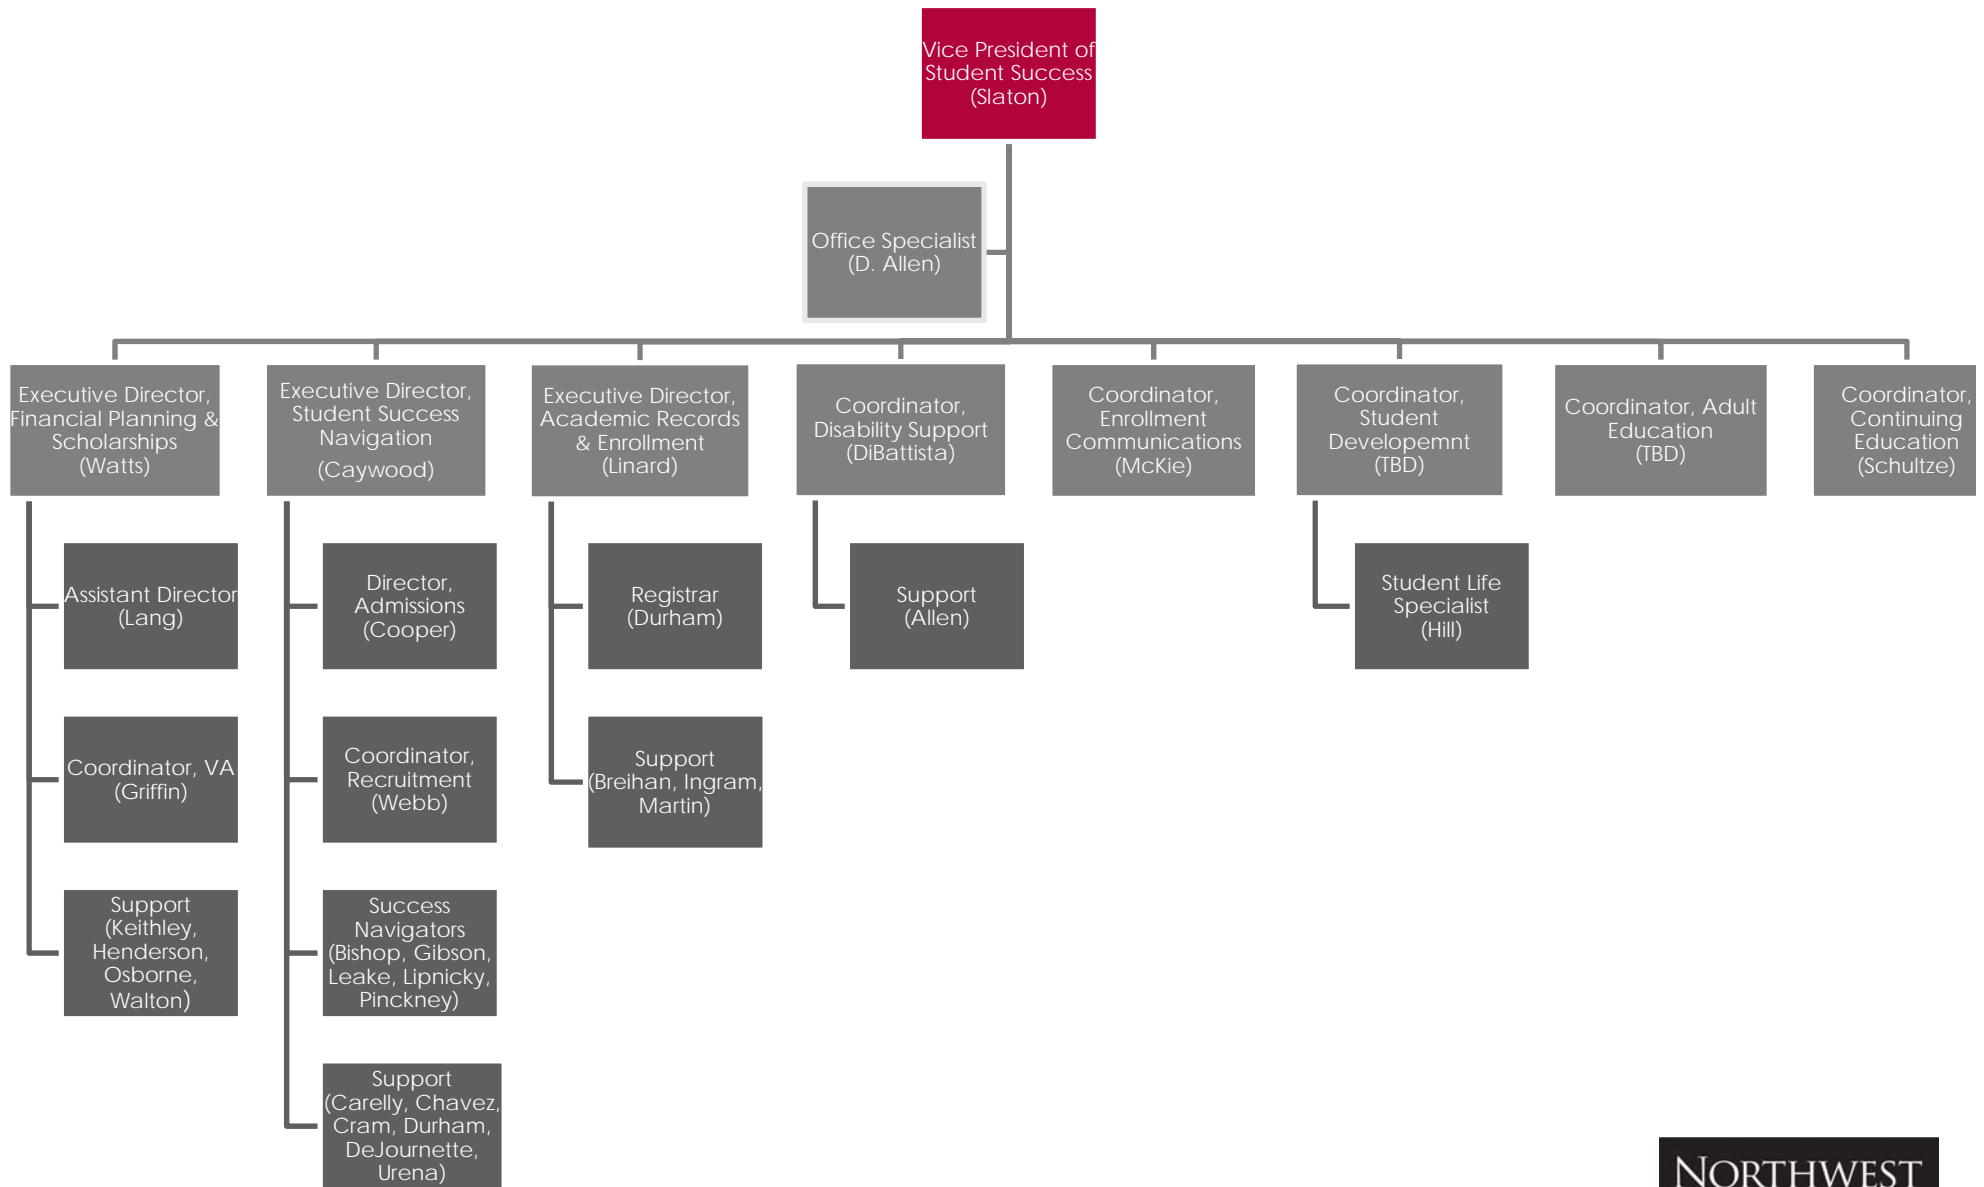 Vice President of
Student Success
(Slaton)
Office Specialist
(D. Allen)
Executive Director,
Financial Planning &
Scholarships
(Watts)
Executive Director,
Student Success
Navigation
(Caywood)
Executive Director,
Academic Records
& Enrollment
(Linard)
Coordinator,
Disability Support
(DiBattista)
Coordinator,
Enrollment
Communications
(McKie)
Coordinator,
Student
Developemnt
(TBD)
Coordinator, Adult
Education
(TBD)
Coordinator,
Continuing
Education
(Schultze)
Assistant Director
(Lang)
Director,
Admissions
(Cooper)
Registrar
(Durham)
Support
(Allen)
Student Life
Specialist
(Hill)
Coordinator, VA
(Griffin)
Coordinator,
Recruitment
(Webb)
Support
(Breihan, Ingram,
Martin)
Support
(Keithley,
Henderson,
Osborne,
Walton)
Success
Navigators
(Bishop, Gibson,
Leake, Lipnicky,
Pinckney)
Support
(Carelly, Chavez,
Cram, Durham,
DeJournette,
Urena)
NORTHWEST